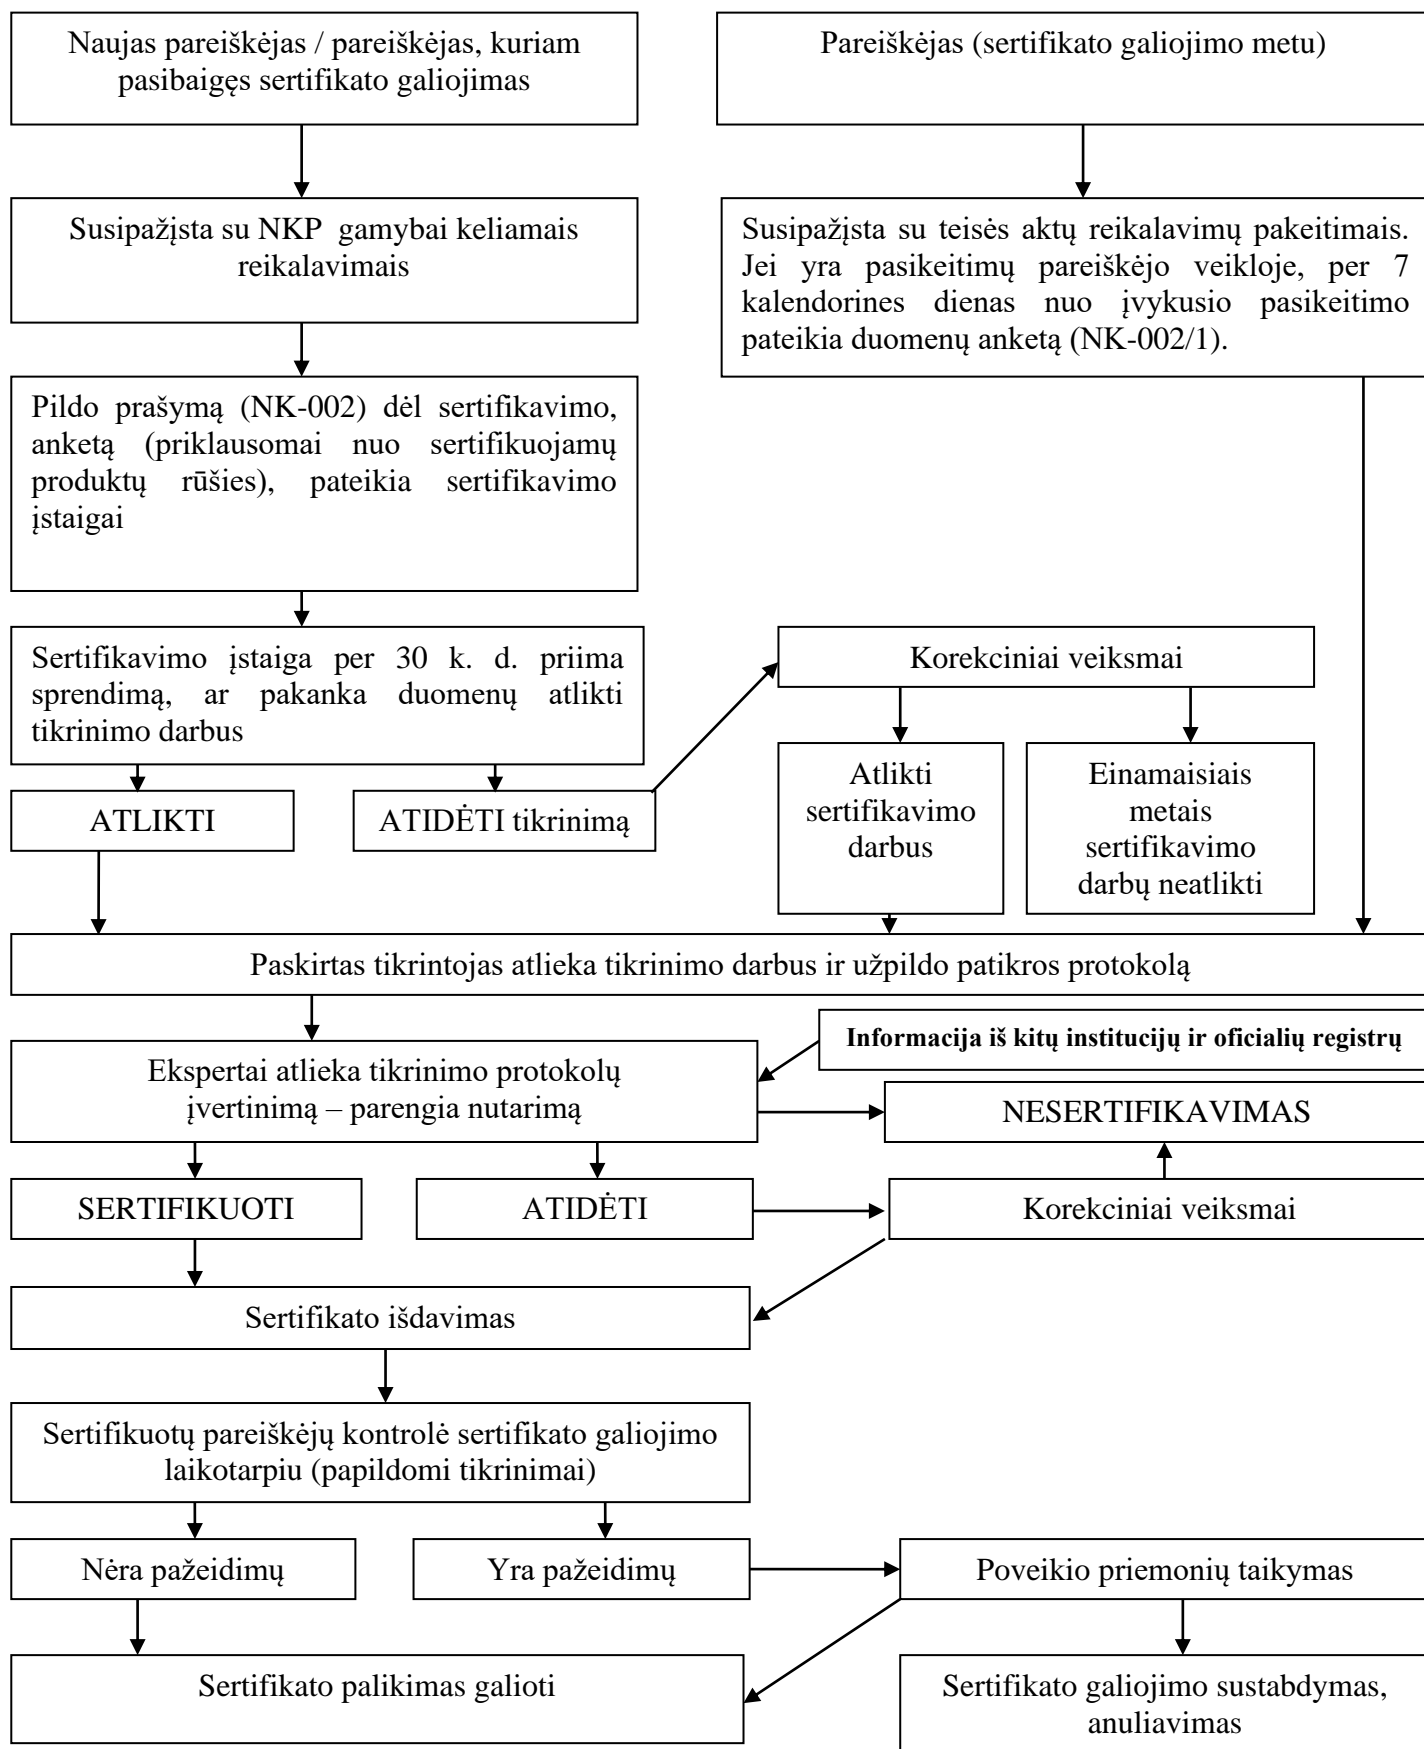 Naujas pareiškėjas / pareiškėjas, kuriam
pasibaigęs sertifikato galiojimas
Pareiškėjas (sertifikato galiojimo metu)
Susipažįsta su NKP gamybai keliamais
reikalavimais
Susipažįsta su teisės aktų reikalavimų pakeitimais.
Jei yra pasikeitimų pareiškėjo veikloje, per 7
kalendorines dienas nuo įvykusio pasikeitimo
pateikia duomenų anketą (NK-002/1).
Pildo prašymą (NK-002) dėl sertifikavimo,
anketą (priklausomai nuo sertifikuojamų
produktų rūšies), pateikia sertifikavimo
įstaigai
Sertifikavimo įstaiga per 30 k. d. priima
sprendimą, ar pakanka duomenų atlikti
tikrinimo darbus
Korekciniai veiksmai
ATLIKTI
ATIDĖTI tikrinimą
Atlikti
sertifikavimo
darbus
Einamaisiais
metais
sertifikavimo
darbų neatlikti
Paskirtas tikrintojas atlieka tikrinimo darbus ir užpildo patikros protokolą
Informacija iš kitų institucijų ir oficialių registrų
Ekspertai atlieka tikrinimo protokolų
įvertinimą – parengia nutarimą
NESERTIFIKAVIMAS
SERTIFIKUOTI
ATIDĖTI
Korekciniai veiksmai
Sertifikato išdavimas
Sertifikuotų pareiškėjų kontrolė sertifikato galiojimo
laikotarpiu (papildomi tikrinimai)
Nėra pažeidimų
Yra pažeidimų
Poveikio priemonių taikymas
Sertifikato palikimas galioti
Sertifikato galiojimo sustabdymas,
anuliavimas